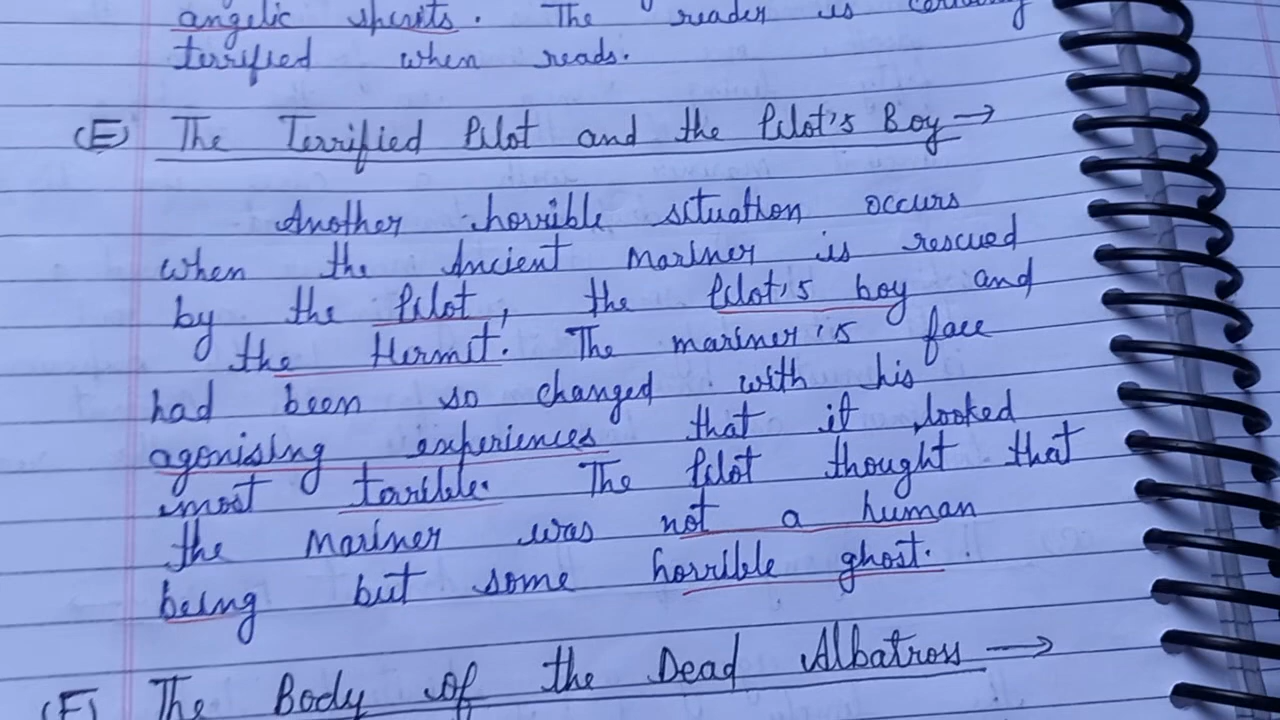 angelic spirits. The reader is
terrified when reads.
(E) The Terrified Pilot and the Pilot's Boy →
Another horrible situation occurs
when the Ancient Mariner is rescued
by the Pilot, the Pilot's boy and
the Hermit. The mariner's face
had been so changed with his
agonising experiences that it looked
most terrible. The Pilot thought that
the Mariner was not a human
being but some horrible ghost.
(F) The Body of the Dead Albatross →